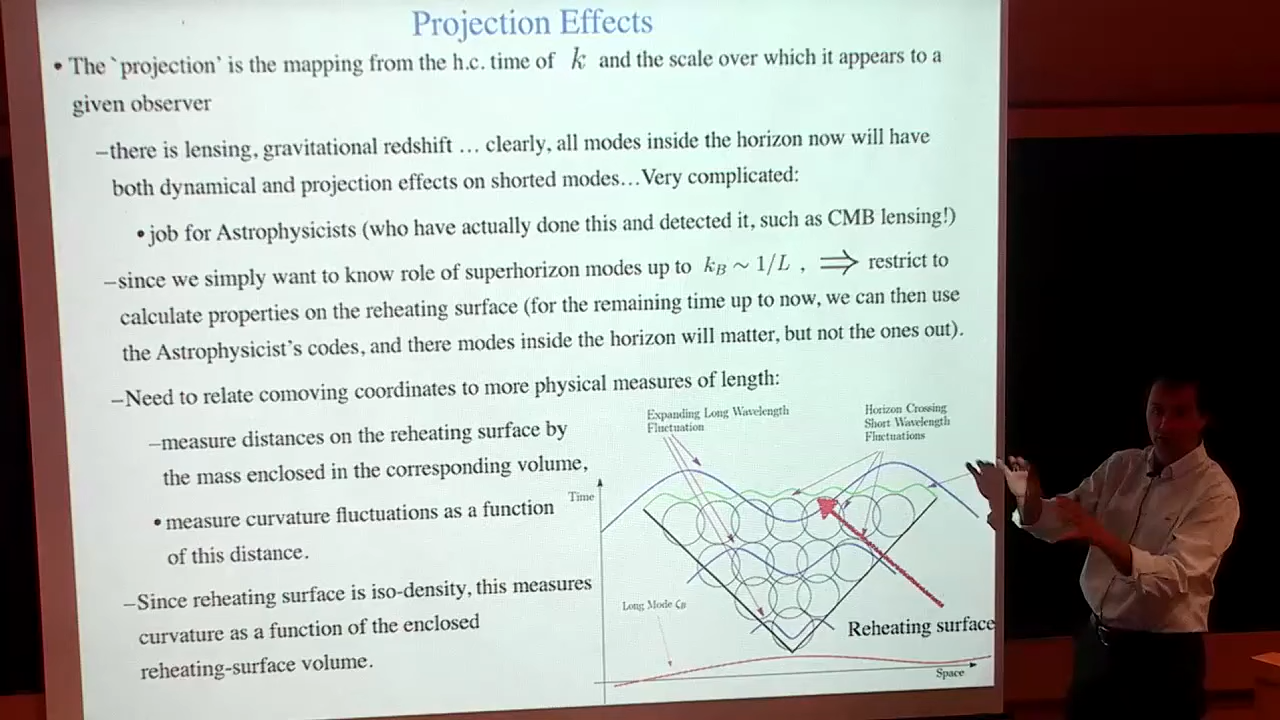 Projection Effects
• The `projection' is the mapping from the h.c. time of k and the scale over which it appears to a
given observer
–there is lensing, gravitational redshift … clearly, all modes inside the horizon now will have
both dynamical and projection effects on shorted modes…Very complicated:
• job for Astrophysicists (who have actually done this and detected it, such as CMB lensing!)
–since we simply want to know role of superhorizon modes up to k_B ~ 1/L , ⟹ restrict to
calculate properties on the reheating surface (for the remaining time up to now, we can then use
the Astrophysicist's codes, and there modes inside the horizon will matter, but not the ones out).
–Need to relate comoving coordinates to more physical measures of length:
–measure distances on the reheating surface by
the mass enclosed in the corresponding volume,
• measure curvature fluctuations as a function
of this distance.
–Since reheating surface is iso-density, this measures
curvature as a function of the enclosed
reheating-surface volume.
Expanding Long Wavelength
Fluctuation
Horizon Crossing
Short Wavelength
Fluctuations
Time
Long Mode ζ_B
Reheating surface
Space